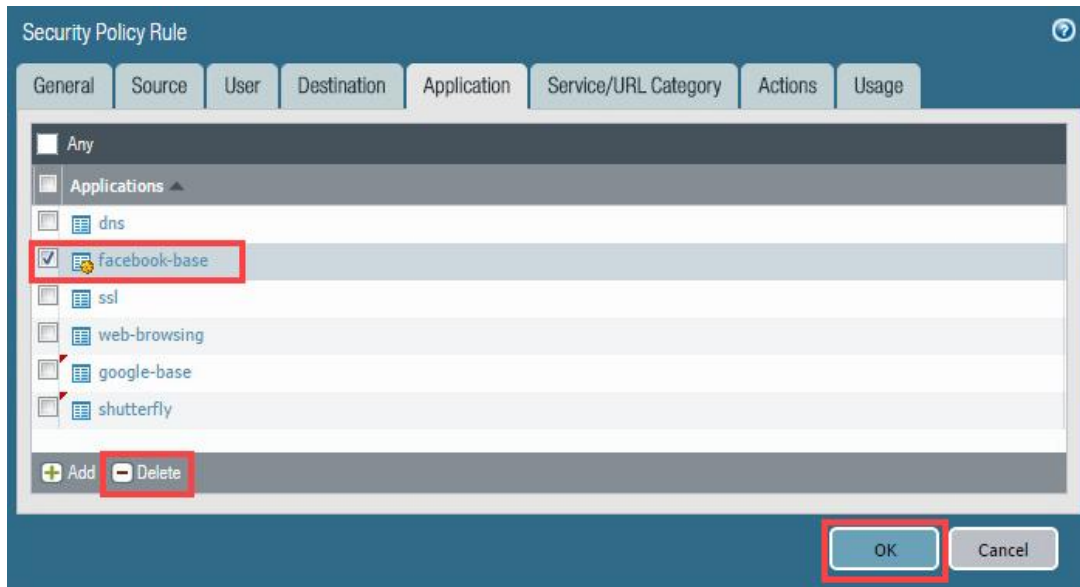 Security Policy Rule
General Source User Destination Application Service/URL Category Actions Usage
Any
Applications
dns
facebook-base
ssl
web-browsing
google-base
shutterfly
Add Delete
OK Cancel